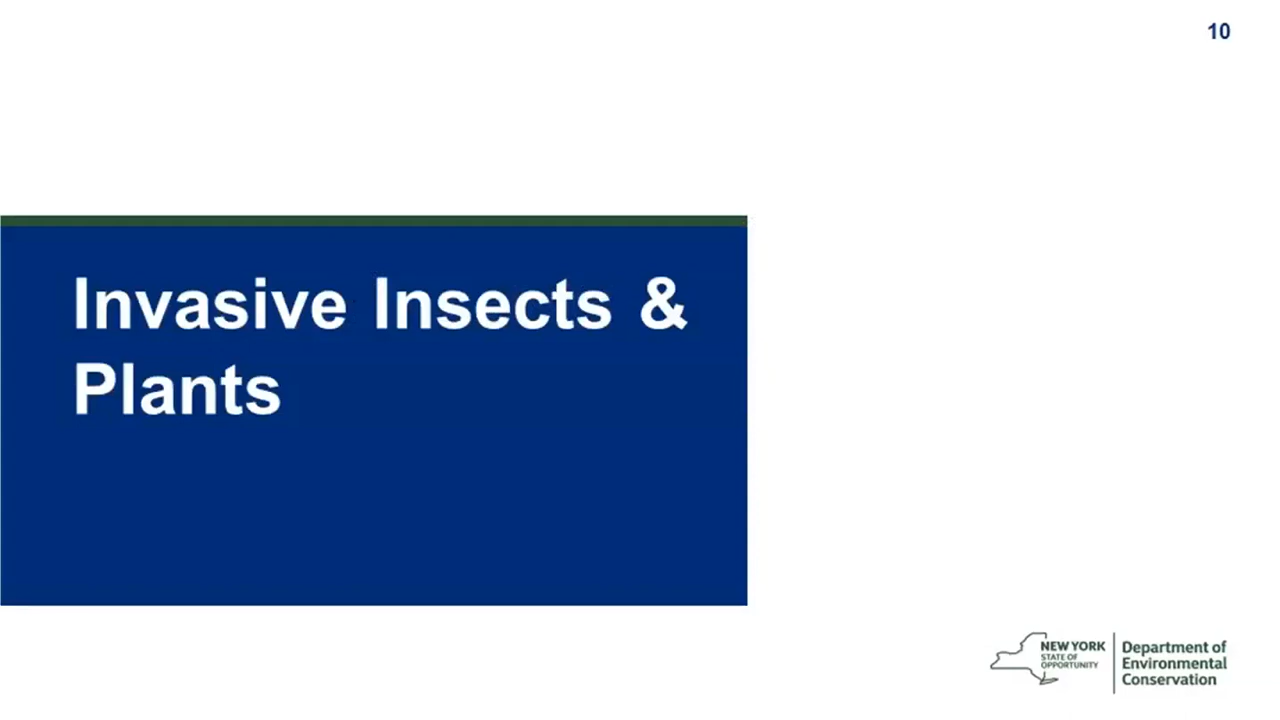 10
Invasive Insects &
Plants
NEW YORK
STATE OF
OPPORTUNITY
Department of
Environmental
Conservation